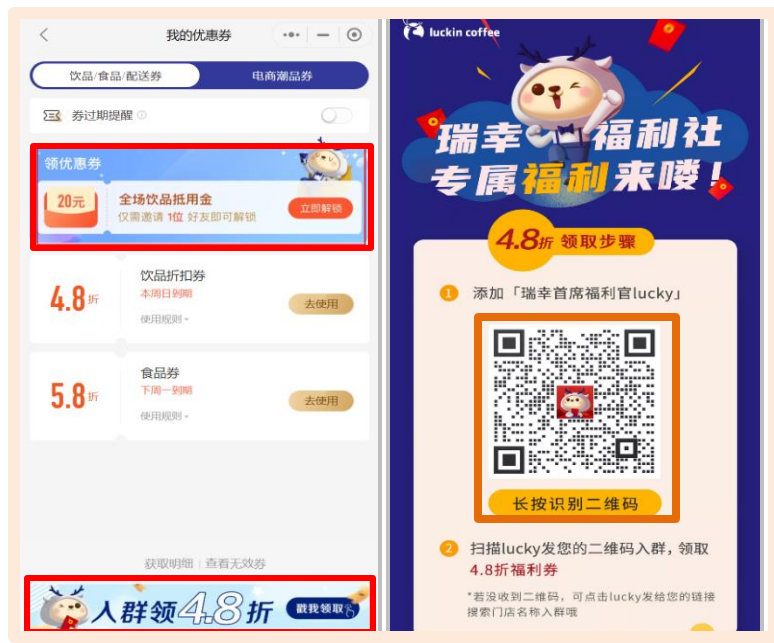 我的优惠券
饮品/食品/配送券
电商潮品券
券过期提醒
领优惠券
20元
全场饮品抵用金
仅需邀请 1位 好友即可解锁
立即解锁
4.8折
饮品折扣券
本周日到期
使用规则
去使用
5.8折
食品券
下周一到期
使用规则
去使用
获取明细 | 查看无效券
入群领4.8折
戳我领取
luckin coffee
瑞幸 福利社
专属福利来喽!
4.8折 领取步骤
1 添加「瑞幸首席福利官lucky」
长按识别二维码
2 扫描lucky发您的二维码入群,领取
4.8折福利券
*若没收到二维码,可点击lucky发给您的链接
搜索门店名称入群哦